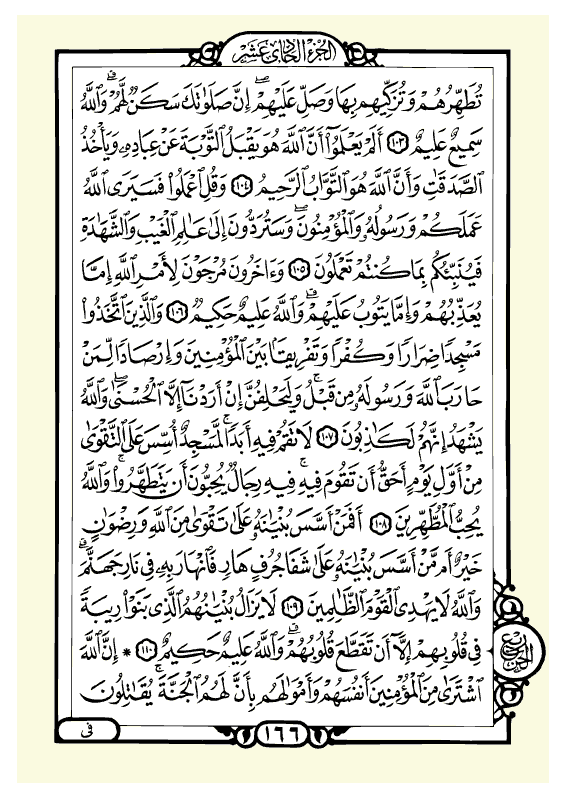 الجزء الحادي عشر
تُطَهِّرُهُمْ وَتُزَكِّيهِم بِهَا وَصَلِّ عَلَيْهِمْ ۖ إِنَّ صَلَوٰتَكَ سَكَنٌ لَّهُمْ ۗ وَٱللَّهُ
سَمِيعٌ عَلِيمٌ ١٠٣ أَلَمْ يَعْلَمُوٓا۟ أَنَّ ٱللَّهَ هُوَ يَقْبَلُ ٱلتَّوْبَةَ عَنْ عِبَادِهِۦ وَيَأْخُذُ
ٱلصَّدَقَـٰتِ وَأَنَّ ٱللَّهَ هُوَ ٱلتَّوَّابُ ٱلرَّحِيمُ ١٠٤ وَقُلِ ٱعْمَلُوا۟ فَسَيَرَى ٱللَّهُ
عَمَلَكُمْ وَرَسُولُهُۥ وَٱلْمُؤْمِنُونَ ۖ وَسَتُرَدُّونَ إِلَىٰ عَـٰلِمِ ٱلْغَيْبِ وَٱلشَّهَـٰدَةِ
فَيُنَبِّئُكُم بِمَا كُنتُمْ تَعْمَلُونَ ١٠٥ وَءَاخَرُونَ مُرْجَوْنَ لِأَمْرِ ٱللَّهِ إِمَّا
يُعَذِّبُهُمْ وَإِمَّا يَتُوبُ عَلَيْهِمْ ۗ وَٱللَّهُ عَلِيمٌ حَكِيمٌ ١٠٦ وَٱلَّذِينَ ٱتَّخَذُوا۟
مَسْجِدًا ضِرَارًا وَكُفْرًا وَتَفْرِيقًۢا بَيْنَ ٱلْمُؤْمِنِينَ وَإِرْصَادًا لِّمَنْ
حَارَبَ ٱللَّهَ وَرَسُولَهُۥ مِن قَبْلُ ۚ وَلَيَحْلِفُنَّ إِنْ أَرَدْنَآ إِلَّا ٱلْحُسْنَىٰ ۖ وَٱللَّهُ
يَشْهَدُ إِنَّهُمْ لَكَـٰذِبُونَ ١٠٧ لَا تَقُمْ فِيهِ أَبَدًا ۚ لَّمَسْجِدٌ أُسِّسَ عَلَى ٱلتَّقْوَىٰ
مِنْ أَوَّلِ يَوْمٍ أَحَقُّ أَن تَقُومَ فِيهِ ۚ فِيهِ رِجَالٌ يُحِبُّونَ أَن يَتَطَهَّرُوا۟ ۚ وَٱللَّهُ
يُحِبُّ ٱلْمُطَّهِّرِينَ ١٠٨ أَفَمَنْ أَسَّسَ بُنْيَـٰنَهُۥ عَلَىٰ تَقْوَىٰ مِنَ ٱللَّهِ وَرِضْوَٰنٍ
خَيْرٌ أَم مَّنْ أَسَّسَ بُنْيَـٰنَهُۥ عَلَىٰ شَفَا جُرُفٍ هَارٍ فَٱنْهَارَ بِهِۦ فِى نَارِ جَهَنَّمَ ۗ
وَٱللَّهُ لَا يَهْدِى ٱلْقَوْمَ ٱلظَّـٰلِمِينَ ١٠٩ لَا يَزَالُ بُنْيَـٰنُهُمُ ٱلَّذِى بَنَوْا۟ رِيبَةً
فِى قُلُوبِهِمْ إِلَّآ أَن تَقَطَّعَ قُلُوبُهُمْ ۗ وَٱللَّهُ عَلِيمٌ حَكِيمٌ ١١٠ * إِنَّ ٱللَّهَ
ٱشْتَرَىٰ مِنَ ٱلْمُؤْمِنِينَ أَنفُسَهُمْ وَأَمْوَٰلَهُم بِأَنَّ لَهُمُ ٱلْجَنَّةَ ۚ يُقَـٰتِلُونَ
ربع الحزب
١٦٦
فى